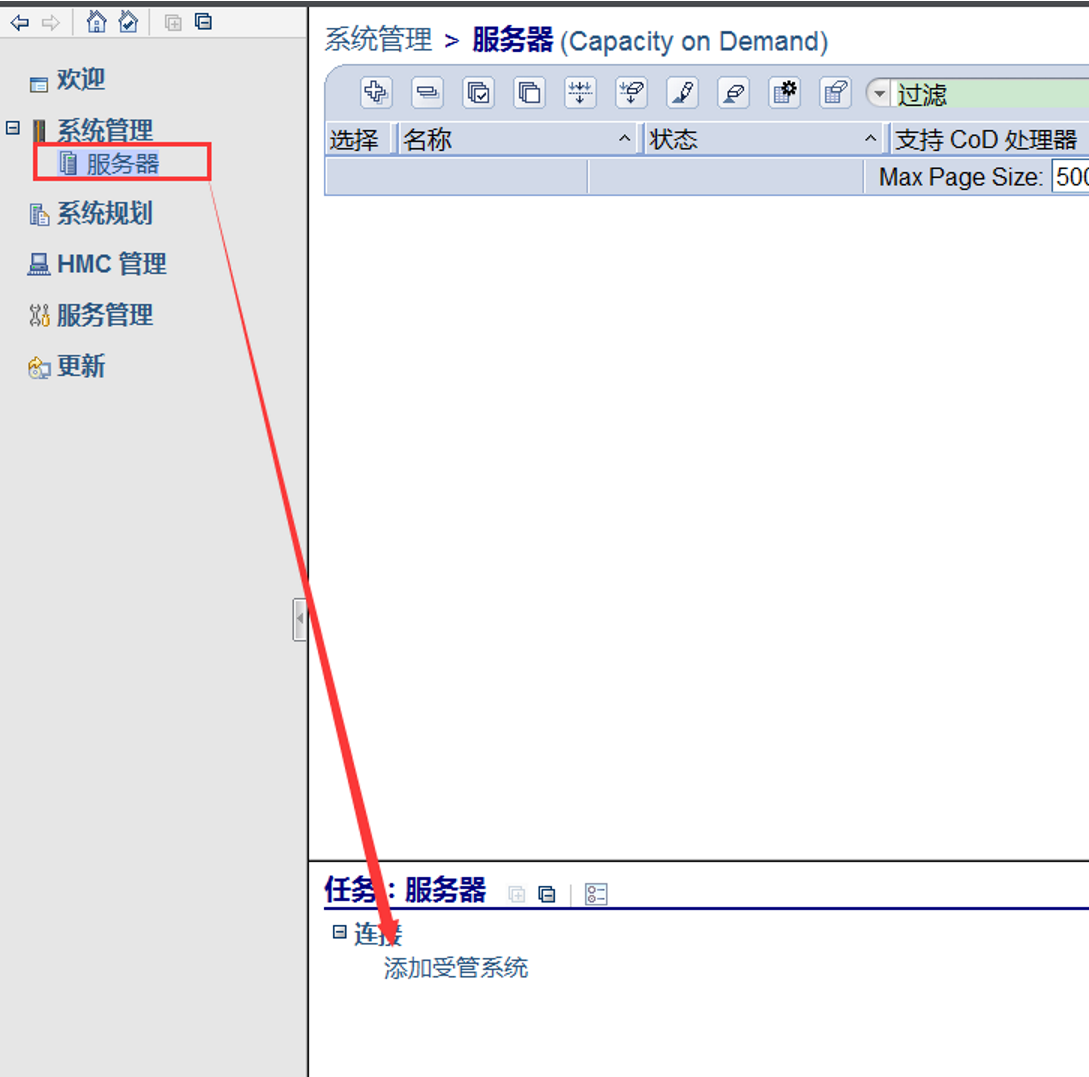 欢迎
系统管理
服务器
系统规划
HMC 管理
服务管理
更新
系统管理 > 服务器 (Capacity on Demand)
过滤
选择 名称 ^ 状态 ^ 支持 CoD 处理器
Max Page Size: 500
任务：服务器
连接
添加受管系统